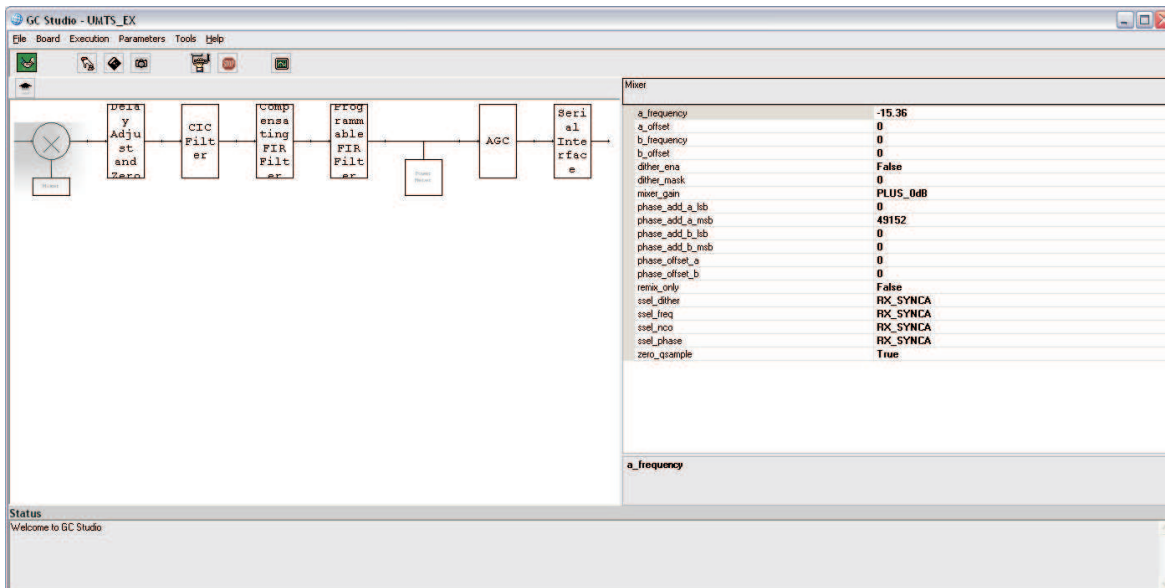 GC Studio - UMTS_EX
File Board Execution Parameters Tools Help
Mixer
Delay Adjust and Zero
CIC Filter
Compensating FIR Filter
Programmable FIR Filter
AGC
Serial Interface
a_frequency -15.36
a_offset 0
b_frequency 0
b_offset 0
dither_ena False
dither_mask 0
mixer_gain PLUS_0dB
phase_add_a_lsb 0
phase_add_a_msb 49152
phase_add_b_lsb 0
phase_add_b_msb 0
phase_offset_a 0
phase_offset_b 0
remix_only False
ssel_dither RX_SYNCA
ssel_freq RX_SYNCA
ssel_nco RX_SYNCA
ssel_phase RX_SYNCA
zero_qsample True
a_frequency
Status
Welcome to GC Studio